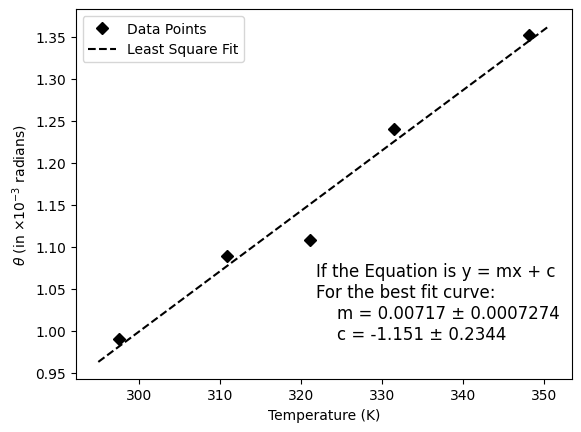 Data Points
Least Square Fit
1.35
1.30
1.25
1.20
1.15
1.10
1.05
1.00
0.95
θ (in ×10⁻³ radians)
If the Equation is y = mx + c
For the best fit curve:
m = 0.00717 ± 0.0007274
c = -1.151 ± 0.2344
300 310 320 330 340 350
Temperature (K)